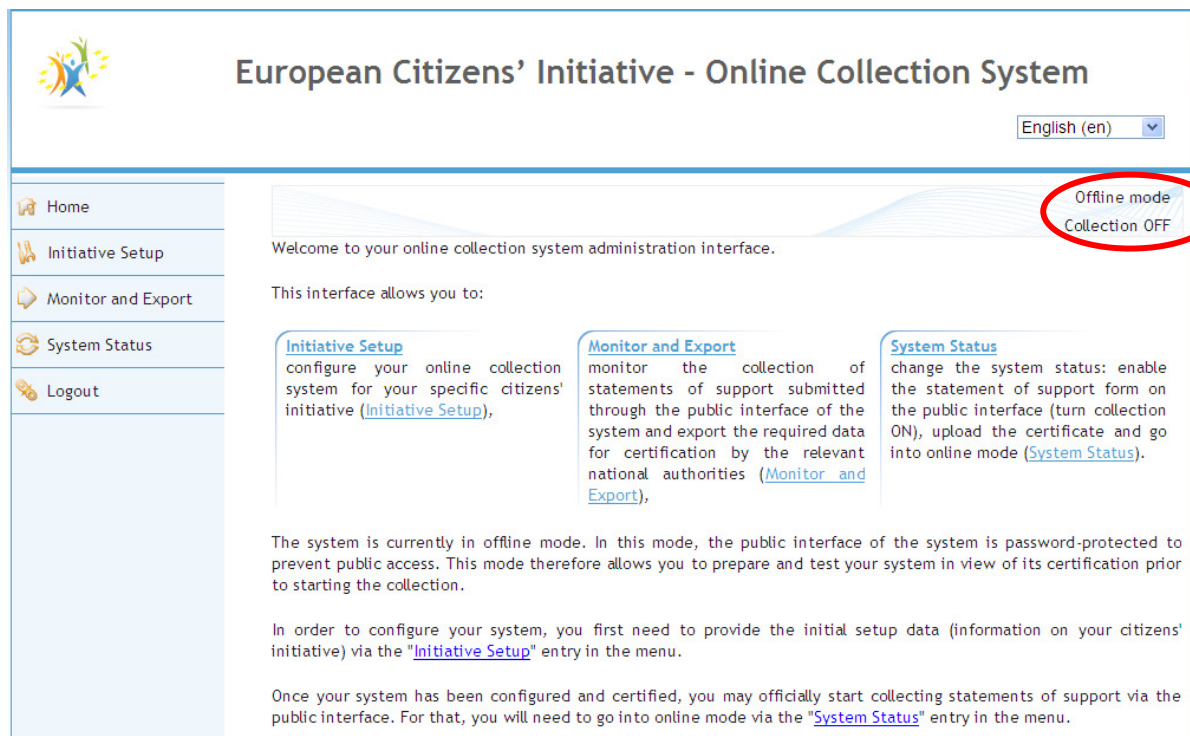 European Citizens’ Initiative - Online Collection System
English (en)
Home
Initiative Setup
Monitor and Export
System Status
Logout
Offline mode
Collection OFF
Welcome to your online collection system administration interface.
This interface allows you to:
Initiative Setup
configure your online collection
system for your specific citizens'
initiative (Initiative Setup),
Monitor and Export
monitor the collection of
statements of support submitted
through the public interface of the
system and export the required data
for certification by the relevant
national authorities (Monitor and
Export),
System Status
change the system status: enable
the statement of support form on
the public interface (turn collection
ON), upload the certificate and go
into online mode (System Status).
The system is currently in offline mode. In this mode, the public interface of the system is password-protected to
prevent public access. This mode therefore allows you to prepare and test your system in view of its certification prior
to starting the collection.
In order to configure your system, you first need to provide the initial setup data (information on your citizens'
initiative) via the "Initiative Setup" entry in the menu.
Once your system has been configured and certified, you may officially start collecting statements of support via the
public interface. For that, you will need to go into online mode via the "System Status" entry in the menu.